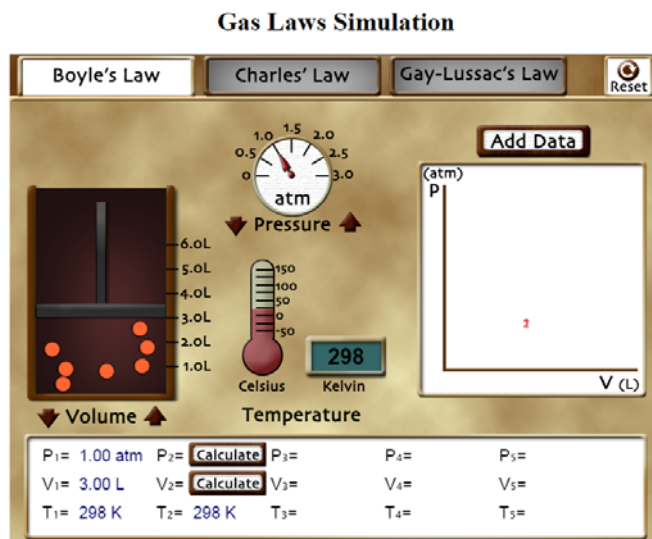 Gas Laws Simulation
Boyle's Law
Charles' Law
Gay-Lussac's Law
Reset
0
0.5
1.0
1.5
2.0
2.5
3.0
atm
Pressure
Add Data
(atm)
P
2
V (L)
6.0L
5.0L
4.0L
3.0L
2.0L
1.0L
Volume
150
100
50
0
-50
Celsius
298
Kelvin
Temperature
P₁= 1.00 atm P₂= Calculate P₃= P₄= P₅=
V₁= 3.00 L V₂= Calculate V₃= V₄= V₅=
T₁= 298 K T₂= 298 K T₃= T₄= T₅=